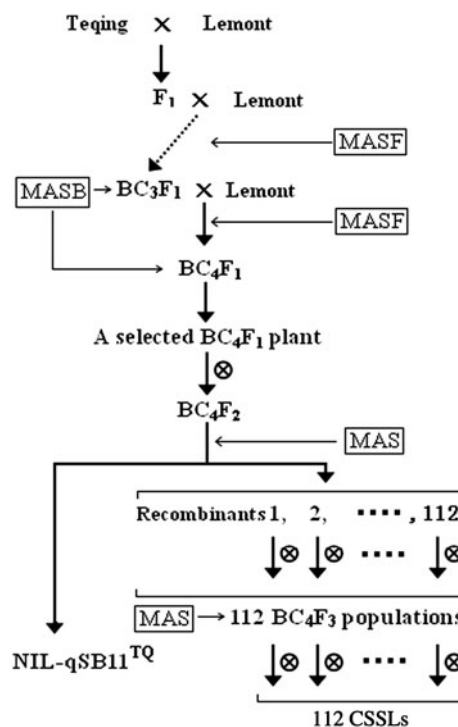 Teqing × Lemont
F₁ × Lemont
MASF
MASB BC₃F₁ × Lemont
MASF
BC₄F₁
A selected BC₄F₁ plant
⊗
BC₄F₂
MAS
Recombinants 1, 2, ····, 112
⊗ ⊗ ···· ⊗
MAS 112 BC₄F₃ populations
NIL-qSB11ᵀQ ⊗ ⊗ ···· ⊗
112 CSSLs